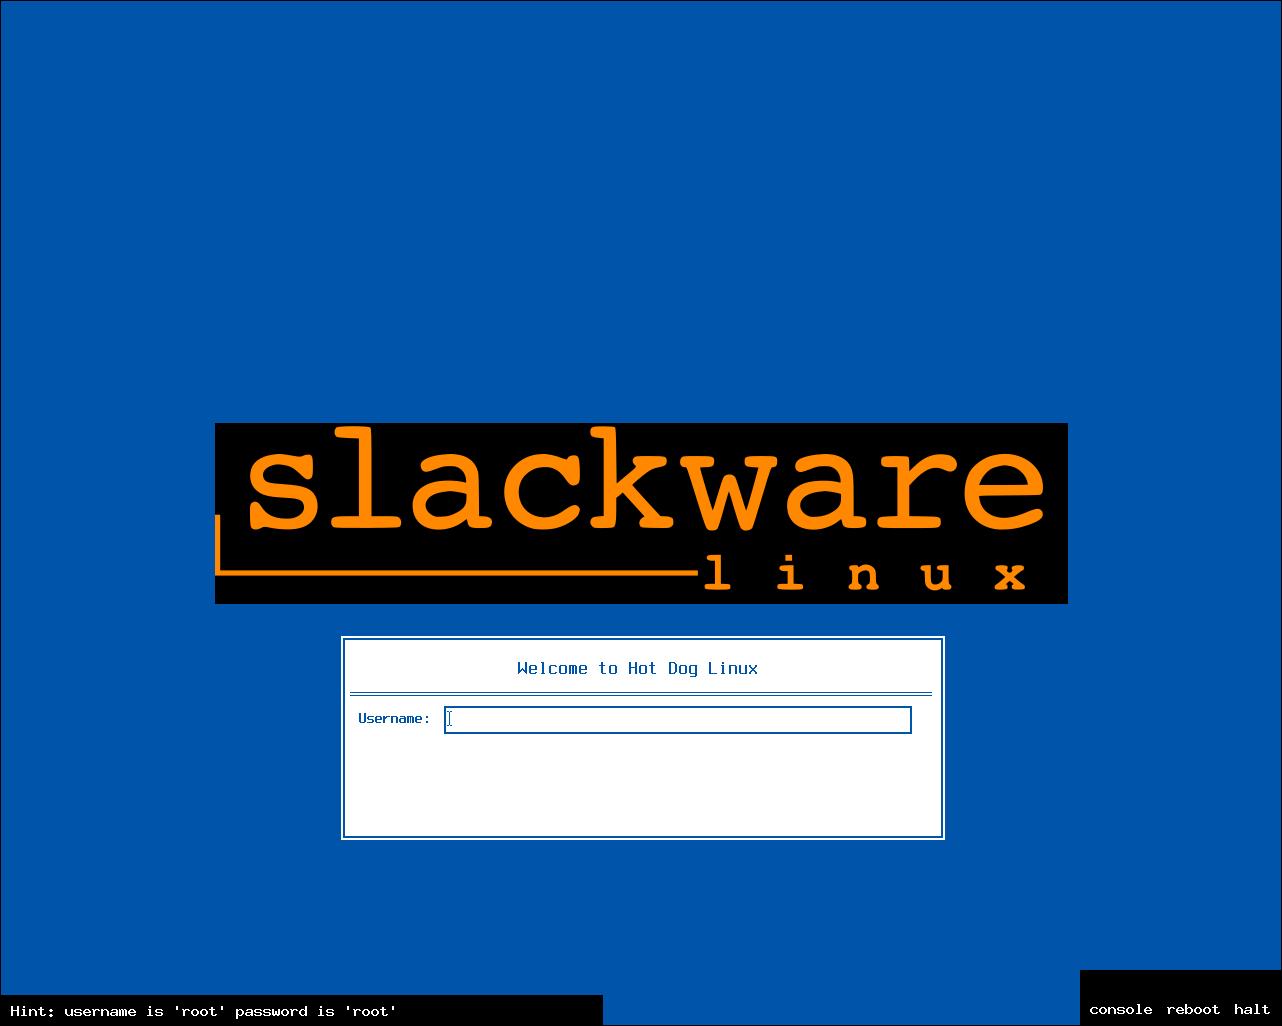 slackware
linux
Welcome to Hot Dog Linux
Username:
Hint: username is 'root' password is 'root'
console reboot halt